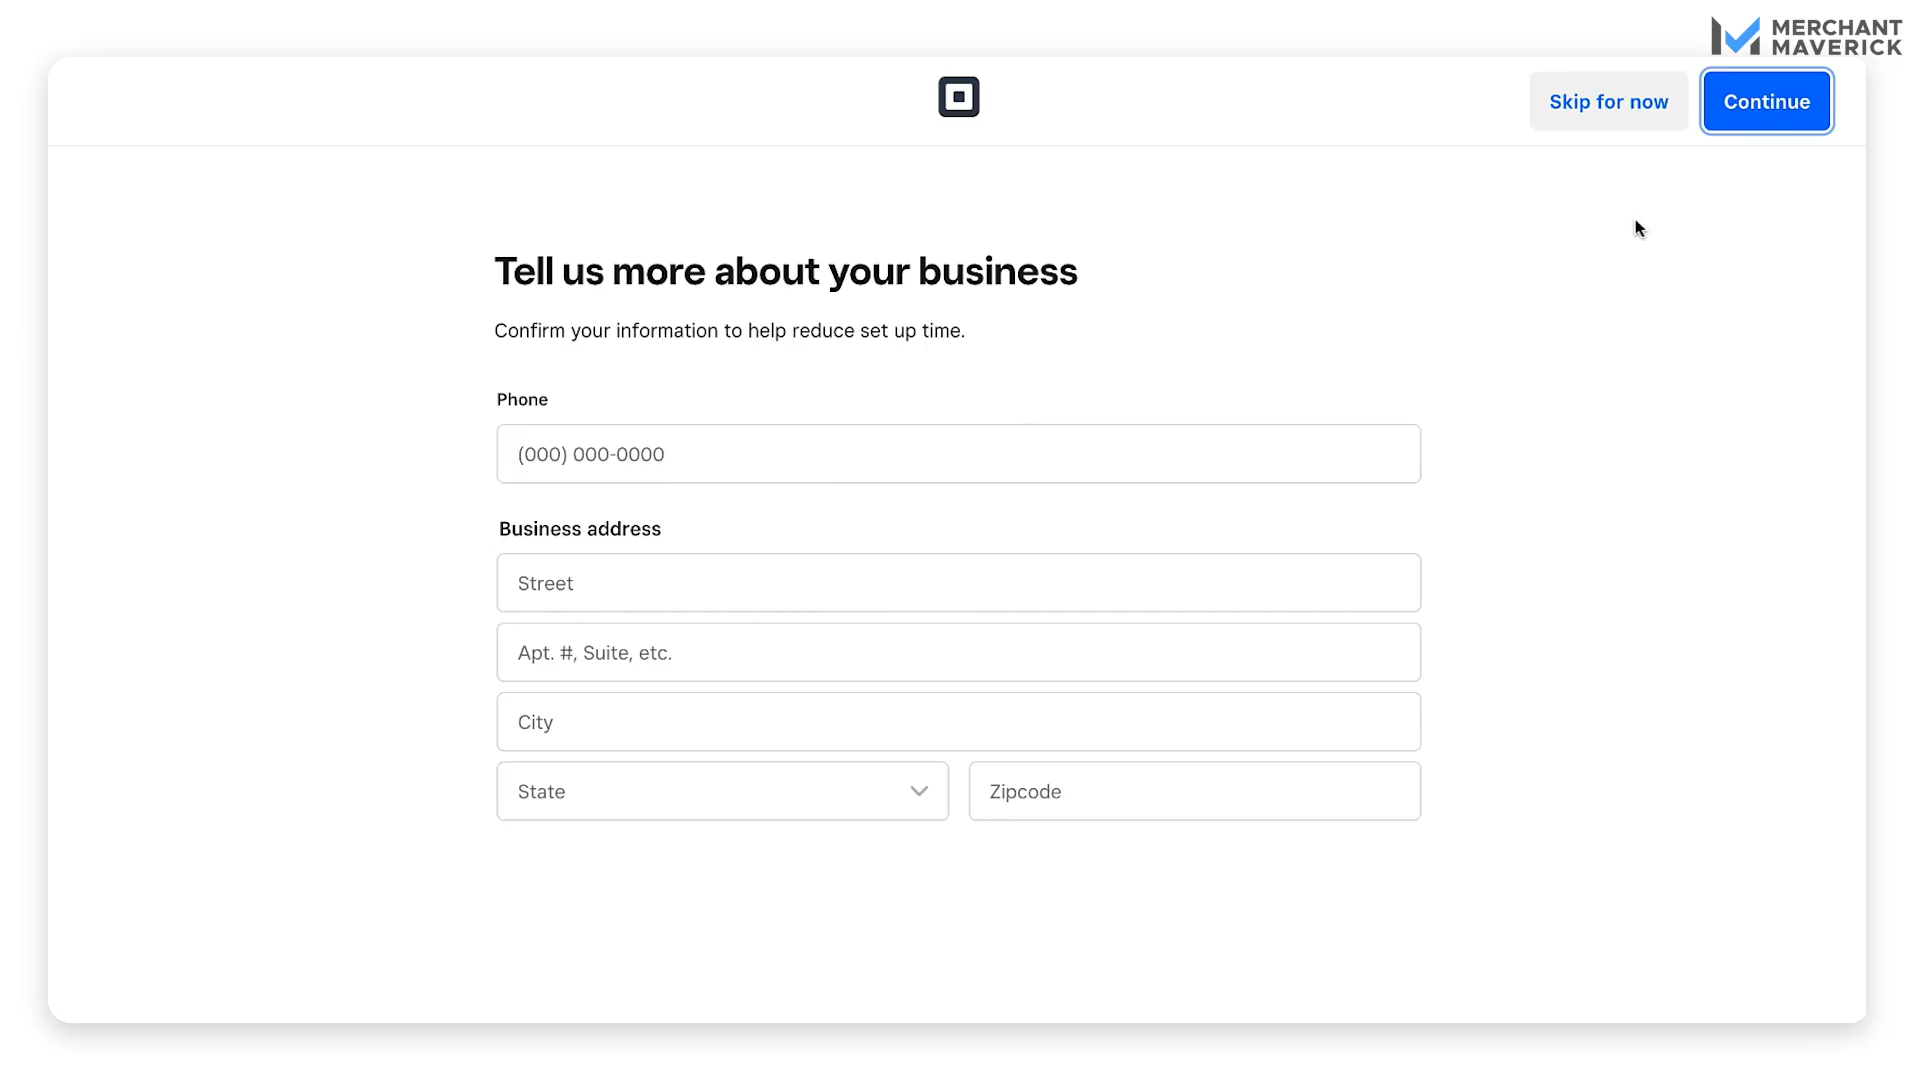 MERCHANT
MAVERICK
Skip for now
Continue
Tell us more about your business
Confirm your information to help reduce set up time.
Phone
(000) 000-0000
Business address
Street
Apt. #, Suite, etc.
City
State
Zipcode